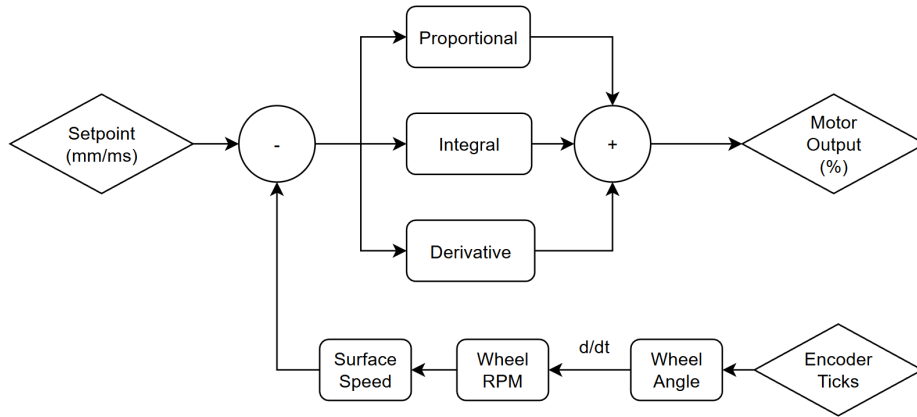 Proportional
Setpoint
(mm/ms)
-
Integral
+
Motor
Output
(%)
Derivative
Surface
Speed
Wheel
RPM
d/dt
Wheel
Angle
Encoder
Ticks